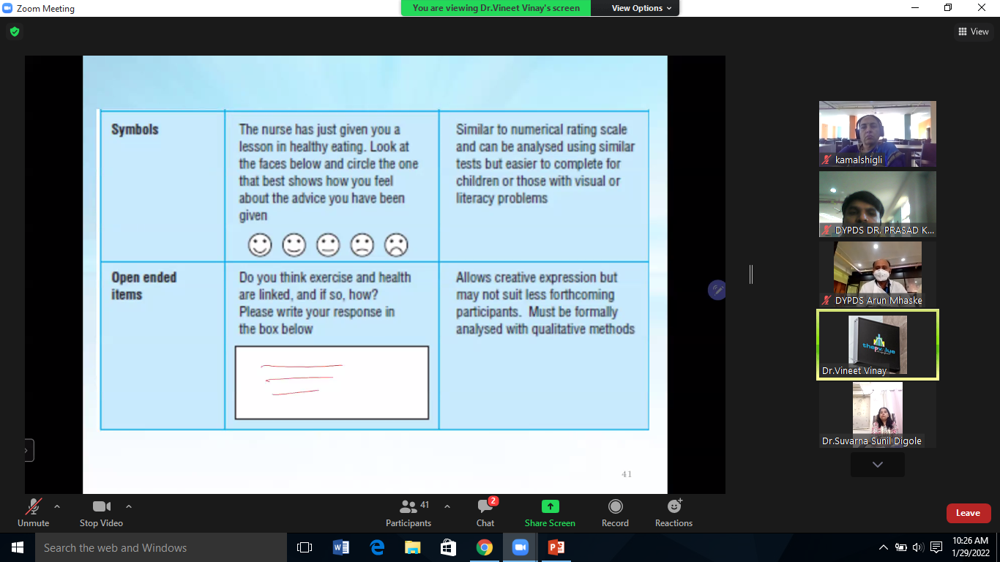 Zoom Meeting
You are viewing Dr.Vineet Vinay's screen
View Options
View
Symbols
The nurse has just given you a
lesson in healthy eating. Look at
the faces below and circle the one
that best shows how you feel
about the advice you have been
given
Similar to numerical rating scale
and can be analysed using similar
tests but easier to complete for
children or those with visual or
literacy problems
Open ended
items
Do you think exercise and health
are linked, and if so, how?
Please write your response in
the box below
Allows creative expression but
may not suit less forthcoming
participants. Must be formally
analysed with qualitative methods
41
kamalshigli
DYPDS DR. PRASAD K...
DYPDS Arun Mhaske
Dr.Vineet Vinay
Dr.Suvarna Sunil Digole
Unmute
Stop Video
41
Participants
2
Chat
Share Screen
Record
Reactions
Leave
Search the web and Windows
10:26 AM
1/29/2022